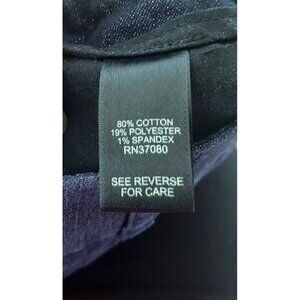 80% COTTON
19% POLYESTER
1% SPANDEX
RN37080
SEE REVERSE
FOR CARE